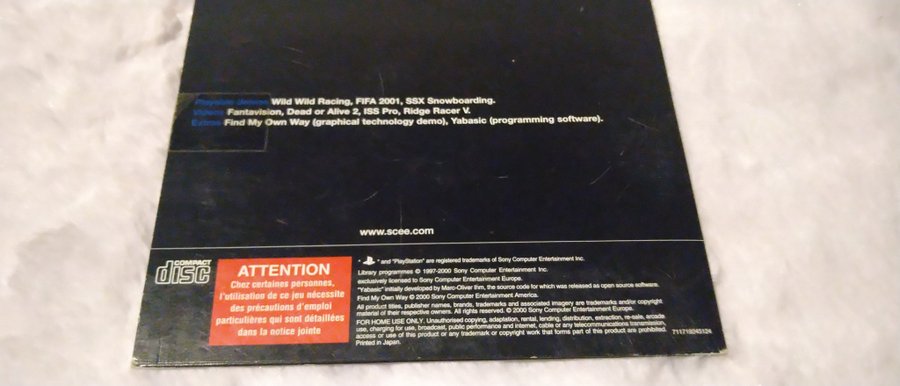 Playable demos Wild Wild Racing, FIFA 2001, SSX Snowboarding.
Videos Fantavision, Dead or Alive 2, ISS Pro, Ridge Racer V.
Extras Find My Own Way (graphical technology demo), Yabasic (programming software).
www.scee.com
COMPACT
disc
ATTENTION
Chez certaines personnes,
l'utilisation de ce jeu nécessite
des précautions d'emploi
particulières qui sont détaillées
dans la notice jointe
" " and "PlayStation" are registered trademarks of Sony Computer Entertainment Inc.
Library programmes © 1997-2000 Sony Computer Entertainment Inc.
exclusively licensed to Sony Computer Entertainment Europe.
"Yabasic" initially developed by Marc-Oliver Ihm, the source code for which was released as open source software.
Find My Own Way © 2000 Sony Computer Entertainment America.
All product titles, publisher names, brands, trademarks and associated imagery are trademarks and/or copyright
material of their respective owners. All rights reserved. © 2000 Sony Computer Entertainment Europe.
FOR HOME USE ONLY. Unauthorised copying, adaptation, rental, lending, distribution, extraction, re-sale, arcade
use, charging for use, broadcast, public performance and internet, cable or any telecommunications transmission,
access or use of this product or any trademark or copyright work that forms part of this product are prohibited.
Printed in Japan.
711719245124